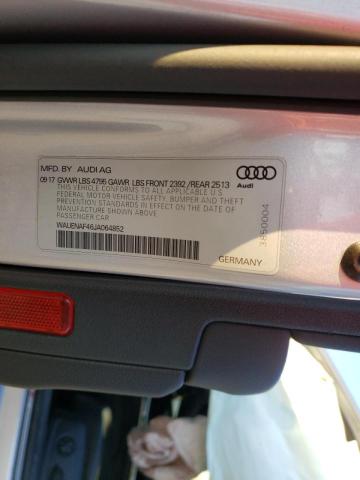 MFD. BY AUDI AG
09 17 GVWR LBS 4795 GAWR LBS FRONT 2392 / REAR 2513
THIS VEHICLE CONFORMS TO ALL APPLICABLE U.S
FEDERAL MOTOR VEHICLE SAFETY, BUMPER AND THEFT
PREVENTION STANDARDS IN EFFECT ON THE DATE OF
MANUFACTURE SHOWN ABOVE.
PASSENGER CAR
WAUENAF46JA064852
Audi
GERMANY